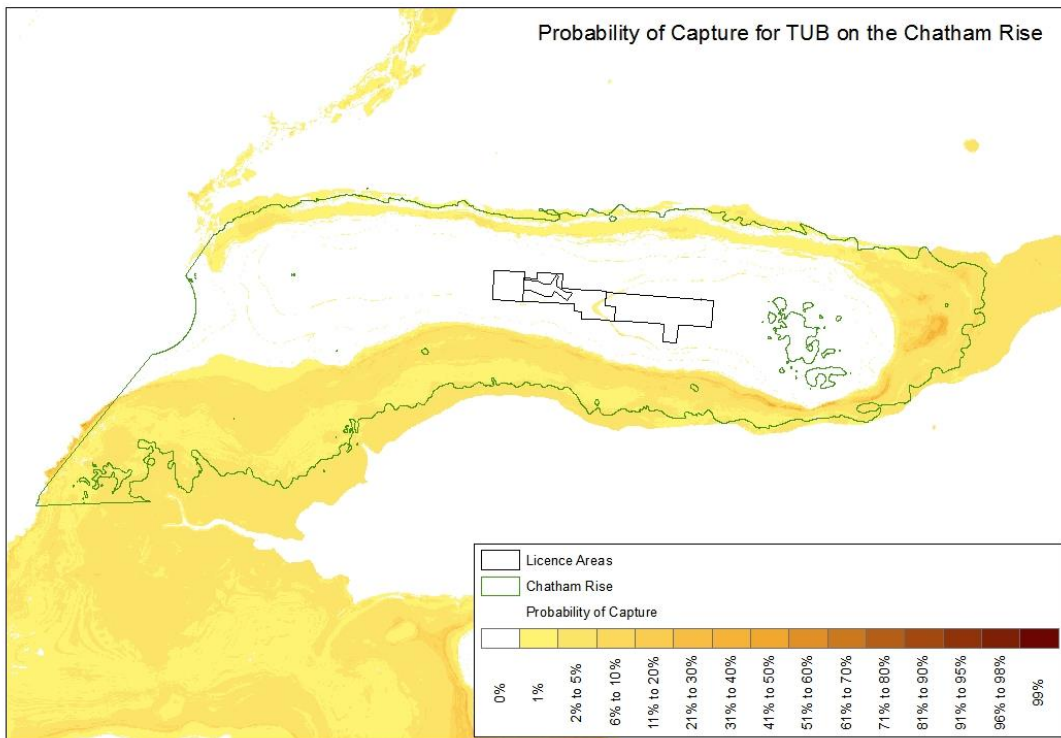 Probability of Capture for TUB on the Chatham Rise
Licence Areas
Chatham Rise
Probability of Capture
0%
1%
2% to 5%
6% to 10%
11% to 20%
21% to 30%
31% to 40%
41% to 50%
51% to 60%
61% to 70%
71% to 80%
81% to 90%
91% to 95%
96% to 98%
99%